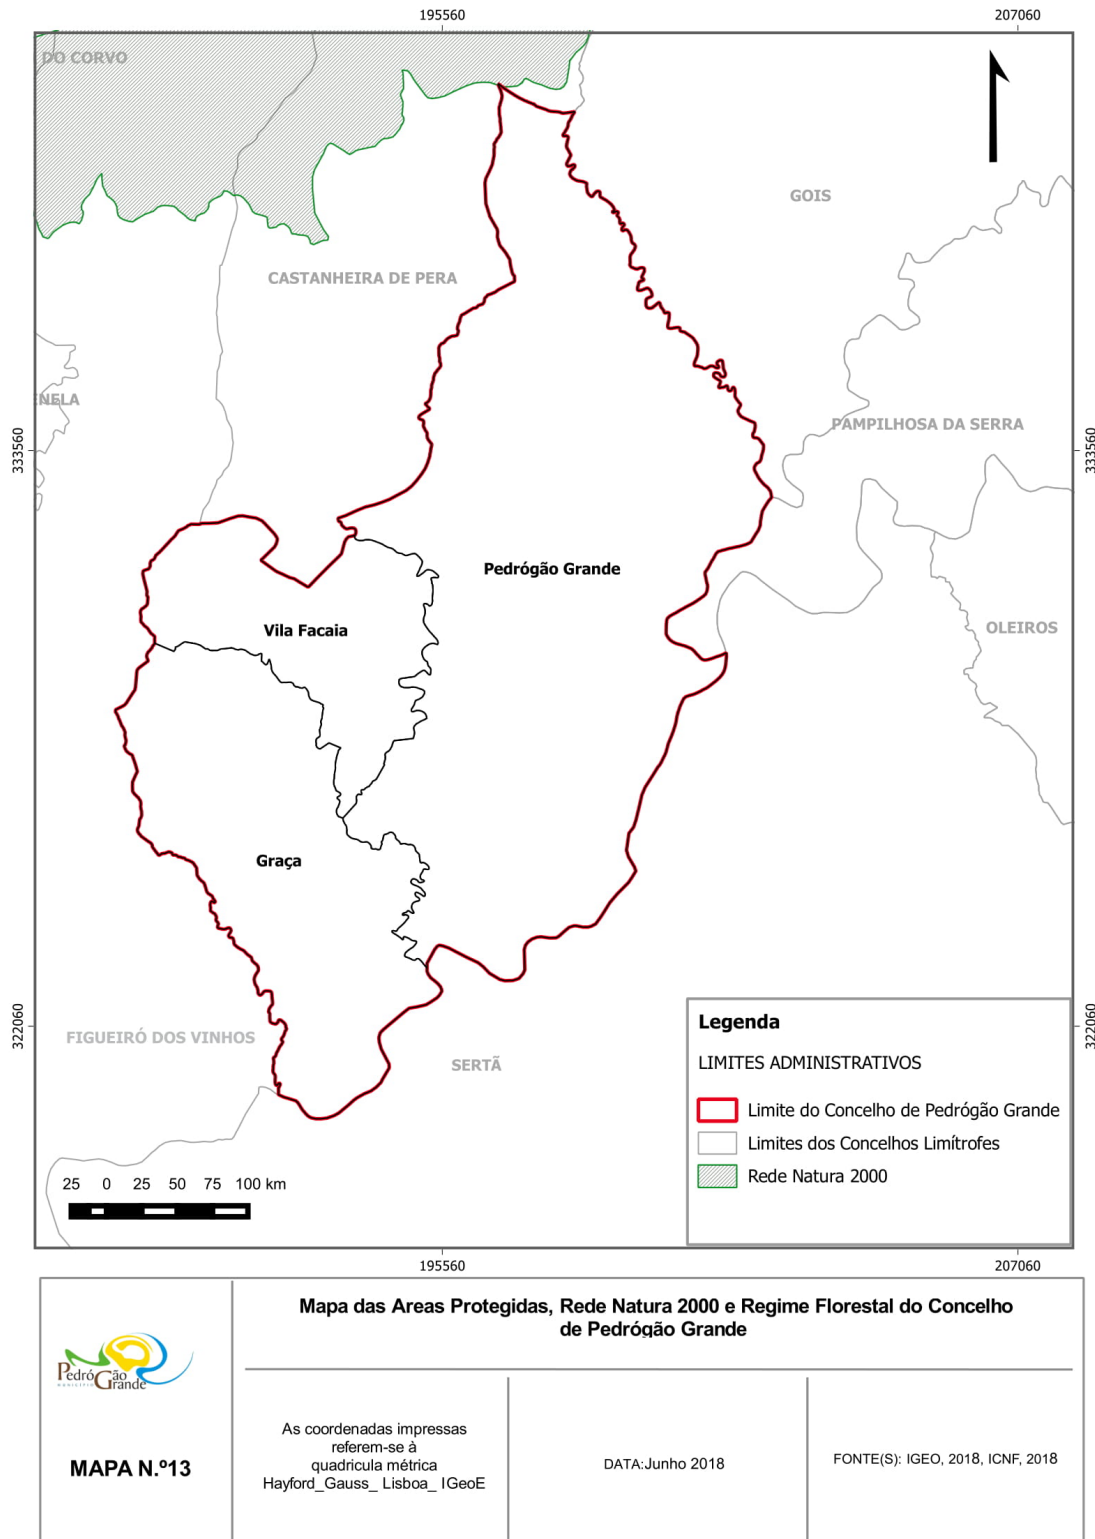 195560
207060
DO CORVO
GOIS
CASTANHEIRA DE PERA
ENELA
PAMPILHOSA DA SERRA
333560
333560
Pedrógão Grande
Vila Facaia
OLEIROS
Graça
322060
322060
FIGUEIRÓ DOS VINHOS
SERTÃ
Legenda
LIMITES ADMINISTRATIVOS
Limite do Concelho de Pedrógão Grande
Limites dos Concelhos Limítrofes
Rede Natura 2000
25 0 25 50 75 100 km
195560
207060
Mapa das Areas Protegidas, Rede Natura 2000 e Regime Florestal do Concelho
de Pedrógão Grande
Pedrógão
Grande
MUNICÍPIO
MAPA N.º13
As coordenadas impressas
referem-se à
quadricula métrica
Hayford_Gauss_ Lisboa_ IGeoE
DATA:Junho 2018
FONTE(S): IGEO, 2018, ICNF, 2018